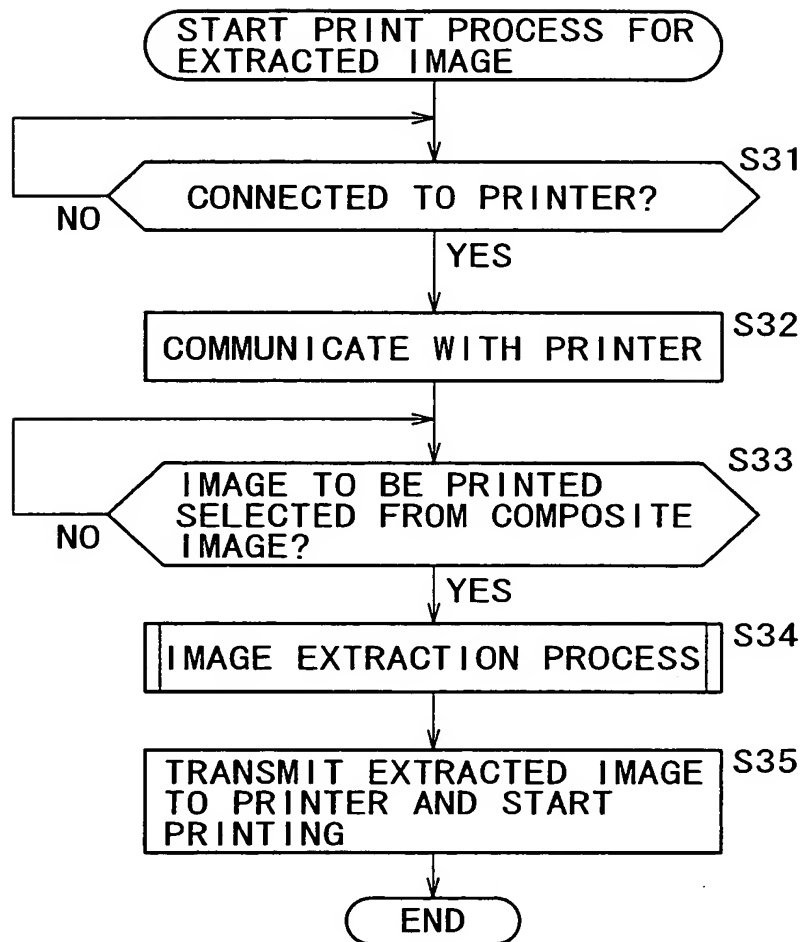 START PRINT PROCESS FOR
EXTRACTED IMAGE
S31
CONNECTED TO PRINTER?
NO
YES
S32
COMMUNICATE WITH PRINTER
S33
IMAGE TO BE PRINTED
SELECTED FROM COMPOSITE
IMAGE?
NO
YES
S34
IMAGE EXTRACTION PROCESS
S35
TRANSMIT EXTRACTED IMAGE
TO PRINTER AND START
PRINTING
END